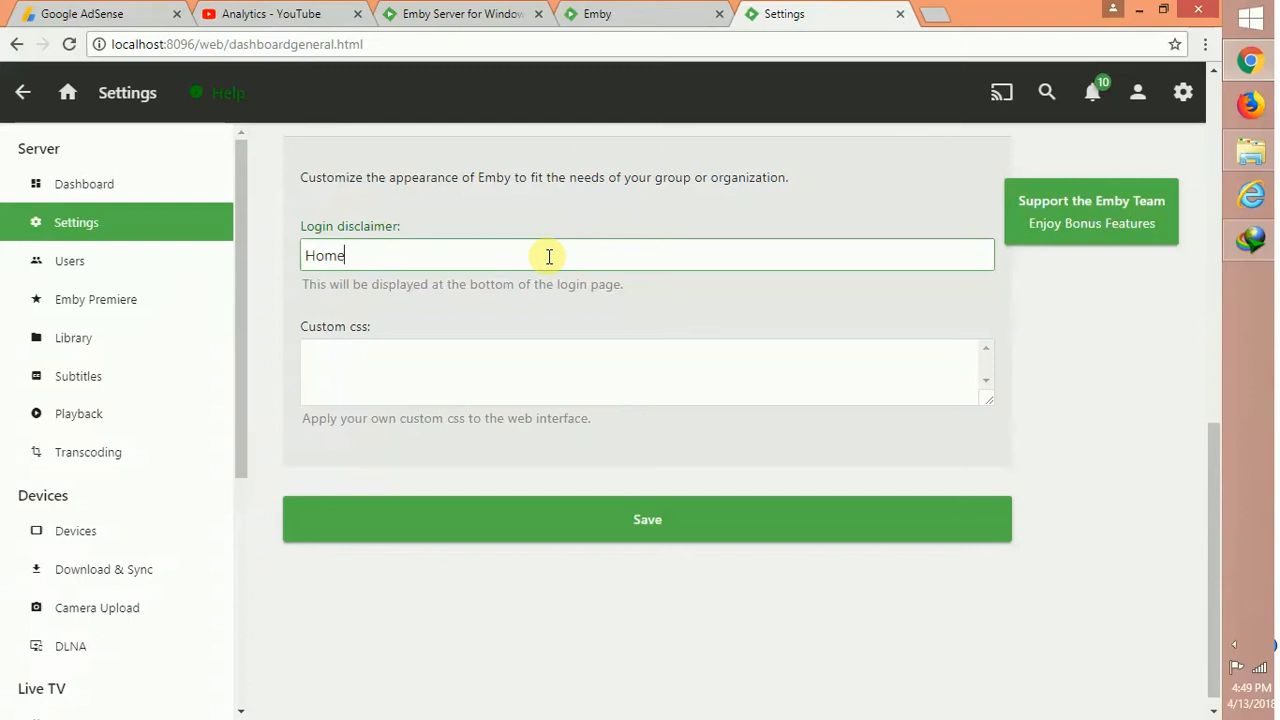 Google AdSense
Analytics - YouTube
Emby Server for Window
Emby
Settings
localhost:8096/web/dashboardgeneral.html
Settings
Help
10
Server
Dashboard
Settings
Users
Emby Premiere
Library
Subtitles
Playback
Transcoding
Devices
Devices
Download & Sync
Camera Upload
DLNA
Live TV
Customize the appearance of Emby to fit the needs of your group or organization.
Login disclaimer:
Home
This will be displayed at the bottom of the login page.
Custom css:
Apply your own custom css to the web interface.
Save
Support the Emby Team
Enjoy Bonus Features
4:49 PM
4/13/2018